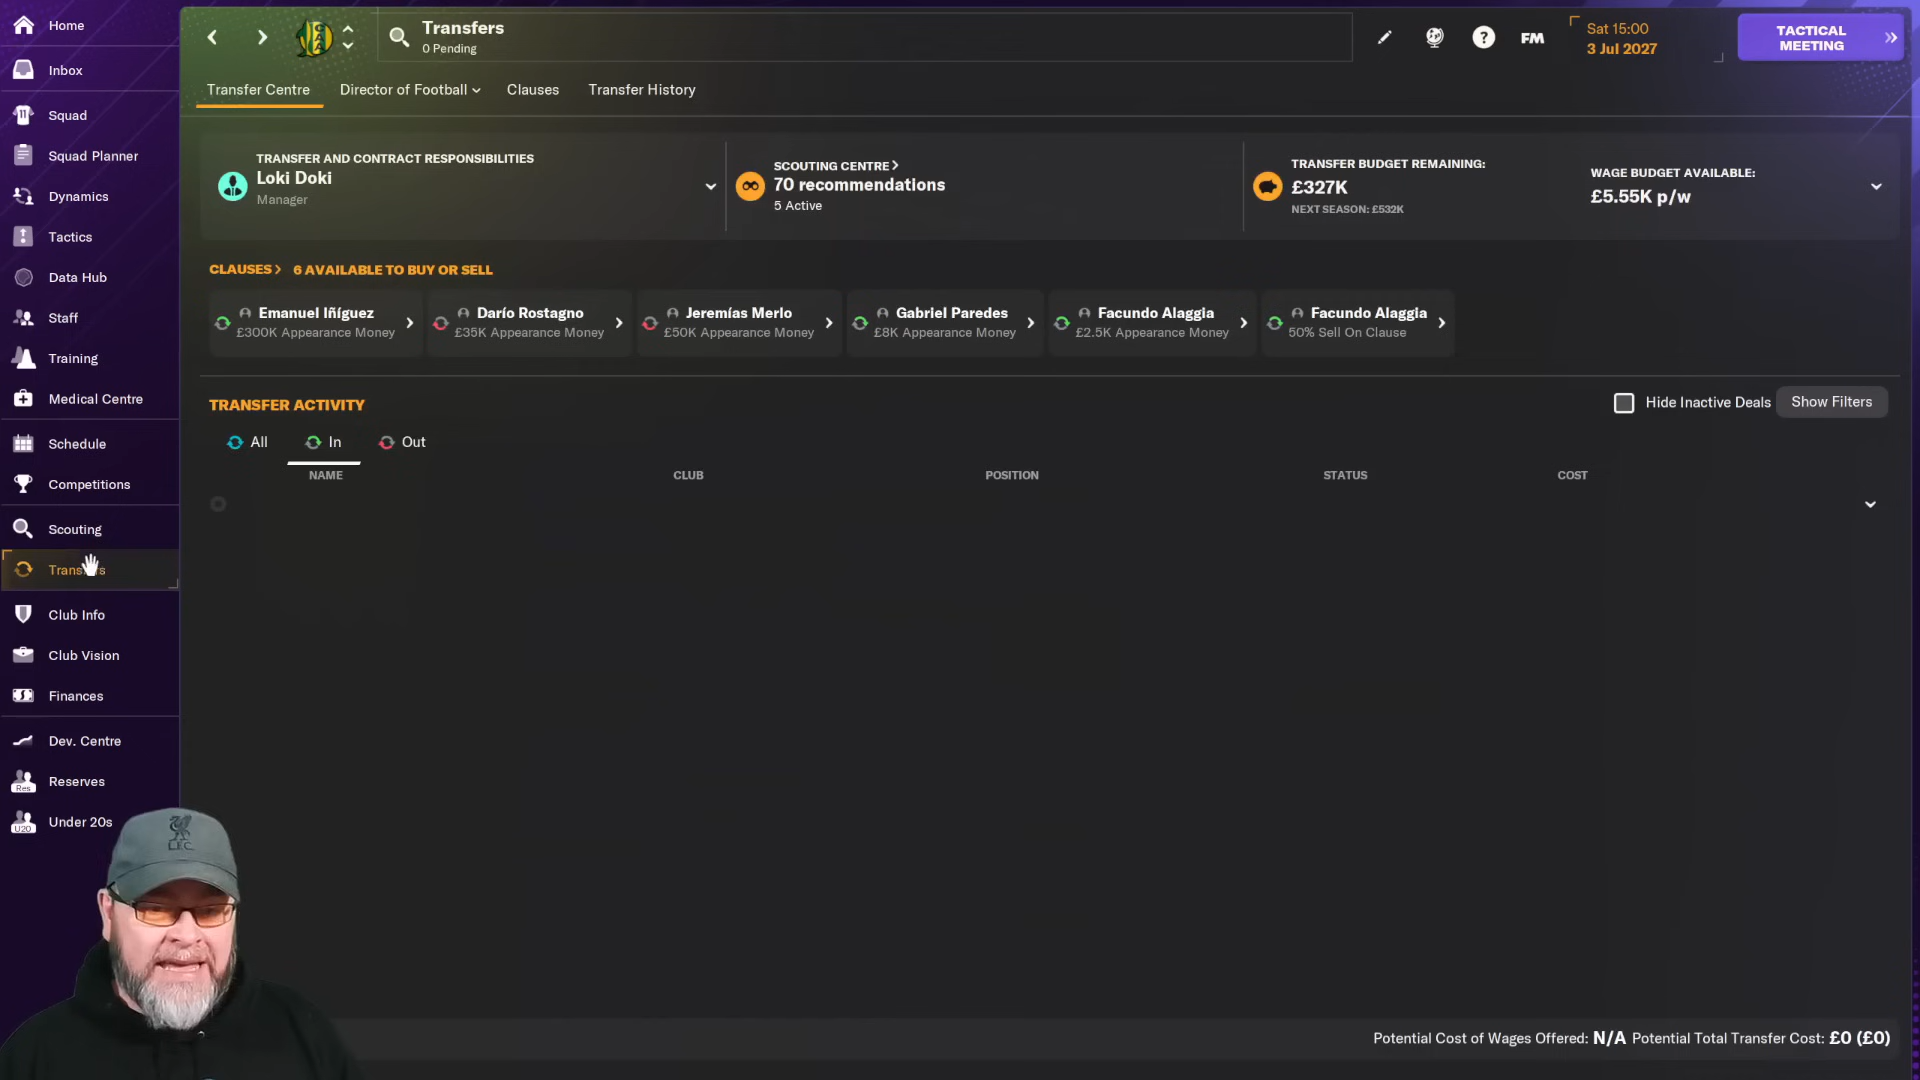 Home
Inbox
Squad
Squad Planner
Dynamics
Tactics
Data Hub
Staff
Training
Medical Centre
Schedule
Competitions
Scouting
Transfers
Club Info
Club Vision
Finances
Dev. Centre
Res
Reserves
U20
Under 20s
Transfers
0 Pending
FM
Sat 15:00
3 Jul 2027
TACTICAL
MEETING
Transfer Centre
Director of Football
Clauses
Transfer History
TRANSFER AND CONTRACT RESPONSIBILITIES
Loki Doki
Manager
SCOUTING CENTRE
70 recommendations
5 Active
TRANSFER BUDGET REMAINING:
£327K
NEXT SEASON: £532K
WAGE BUDGET AVAILABLE:
£5.55K p/w
CLAUSES
6 AVAILABLE TO BUY OR SELL
Emanuel Iñíguez
£300K Appearance Money
Darío Rostagno
£35K Appearance Money
Jeremías Merlo
£50K Appearance Money
Gabriel Paredes
£8K Appearance Money
Facundo Alaggia
£2.5K Appearance Money
Facundo Alaggia
50% Sell On Clause
TRANSFER ACTIVITY
Hide Inactive Deals
Show Filters
All
In
Out
NAME CLUB POSITION STATUS COST
L.F.C.
Potential Cost of Wages Offered: N/A Potential Total Transfer Cost: £0 (£0)